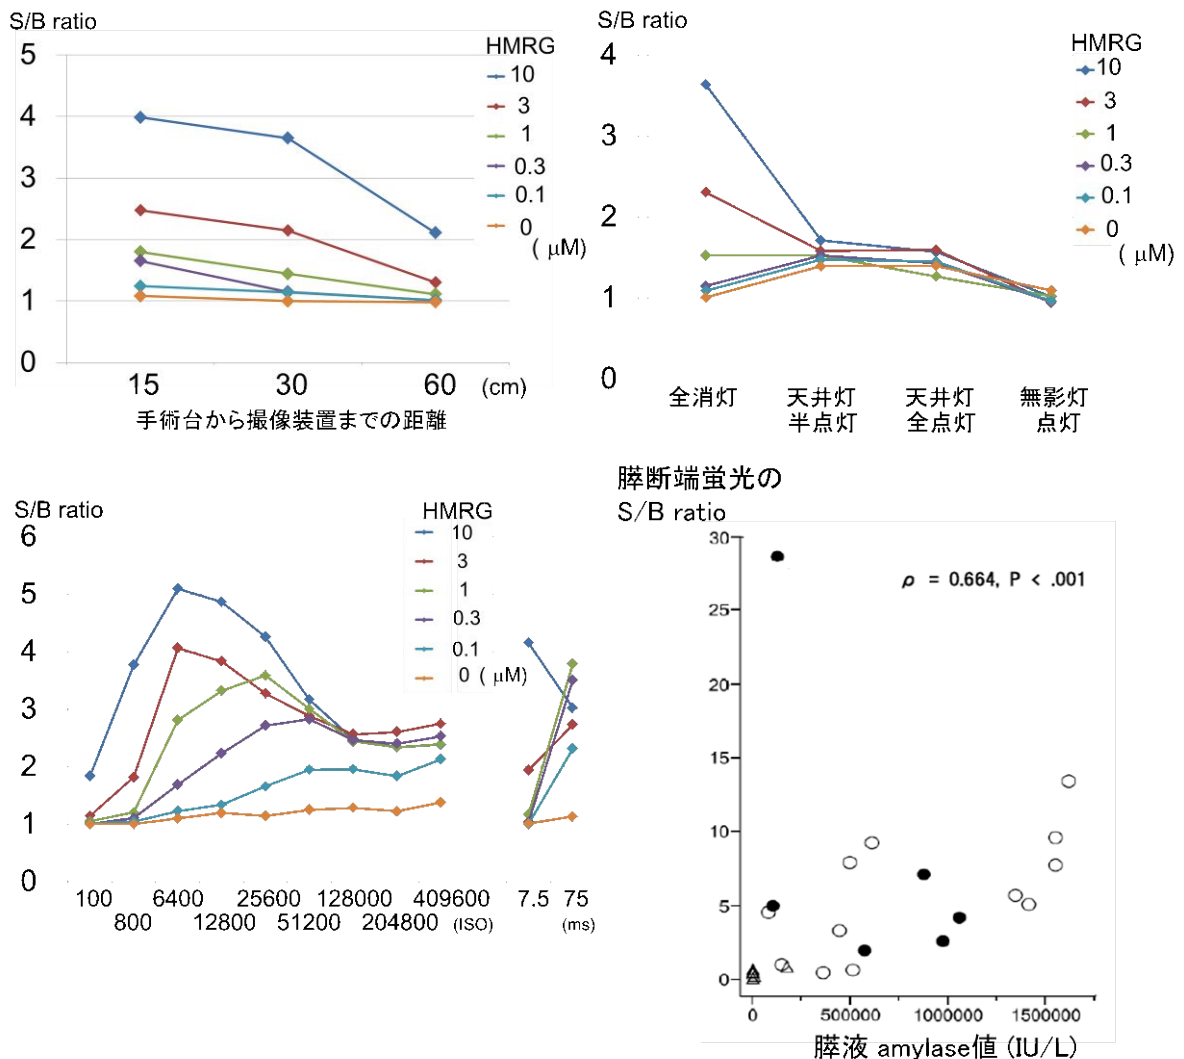 S/B ratio
5
4
3
2
1
0
15 30 60 (cm)
手術台から撮像装置までの距離
HMRG
10
3
1
0.3
0.1
0
( μM)
S/B ratio
4
3
2
1
0
全消灯 天井灯 天井灯 無影灯
半点灯 全点灯 点灯
HMRG
10
3
1
0.3
0.1
0
( μM)
S/B ratio
6
5
4
3
2
1
0
HMRG
10
3
1
0.3
0.1
0 ( μM)
100 6400 25600 128000 409600 7.5 75
800 12800 51200 204800 (ISO) (ms)
膵断端蛍光の
S/B ratio
30
25
20
15
10
5
0
ρ = 0.664, P < .001
0 500000 1000000 1500000
膵液 amylase値 (IU/L)